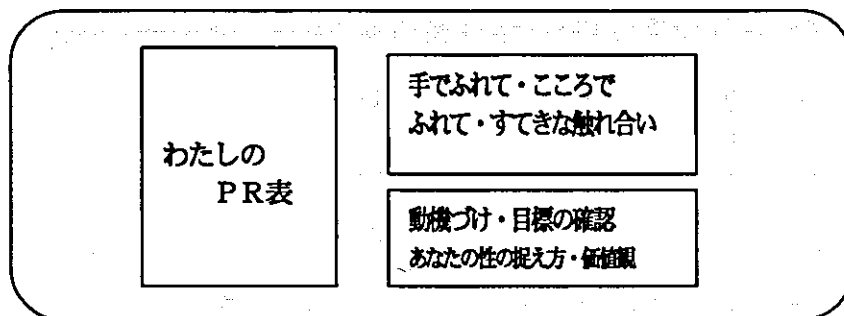 わたしの
PR表
手でふれて・こころで
ふれて・すてきな触れ合い
動機づけ・目標の確認
あなたの性の捉え方・価値観